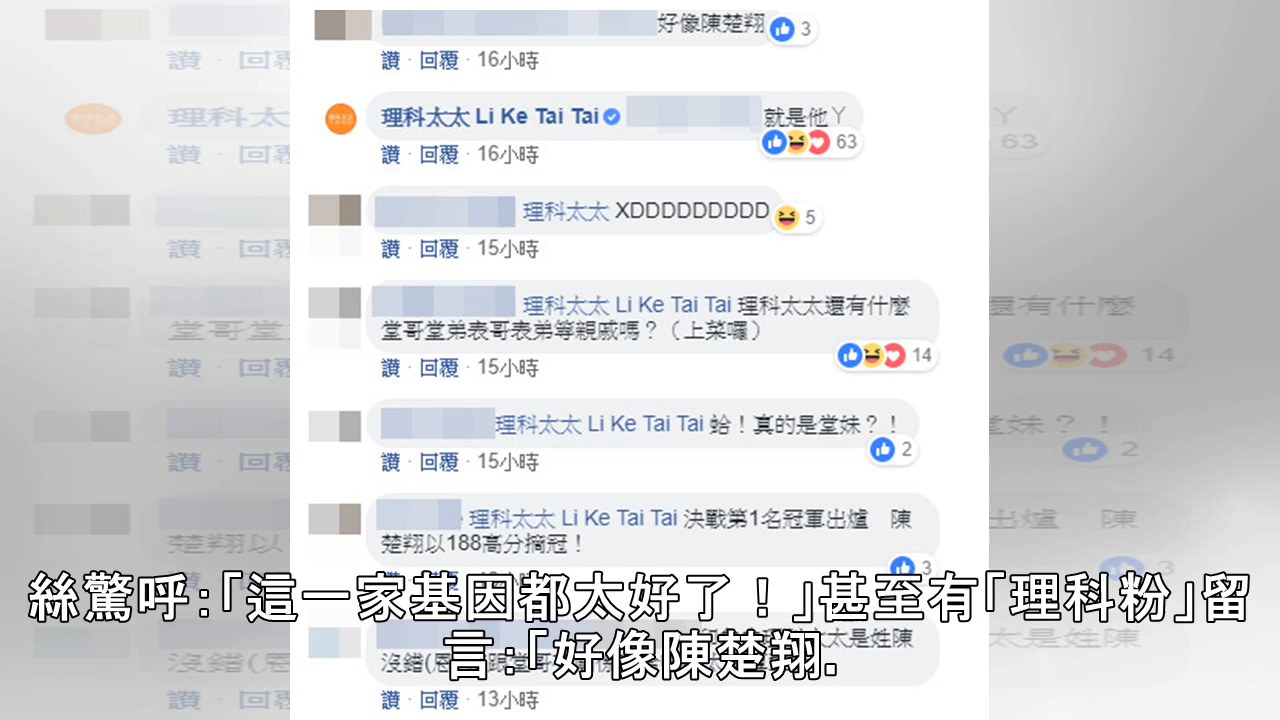 好像陳楚翔 3
讚 · 回覆 · 16小時
理科太太 Li Ke Tai Tai 就是他ㄚ
63
讚 · 回覆 · 16小時
理科太太 XDDDDDDDDD 5
讚 · 回覆 · 15小時
理科太太 Li Ke Tai Tai 理科太太還有什麼
堂哥堂弟表哥表弟等親戚嗎？（上菜囉）
14
讚 · 回覆 · 15小時
理科太太 Li Ke Tai Tai 蛤！真的是堂妹？！
2
讚 · 回覆 · 15小時
理科太太 Li Ke Tai Tai 決戰第1名冠軍出爐　陳
楚翔以188高分摘冠！
3
絲驚呼:「這一家基因都太好了！」甚至有「理科粉」留
言:「好像陳楚翔.
太是姓陳
沒錯
讚 · 回覆 · 13小時